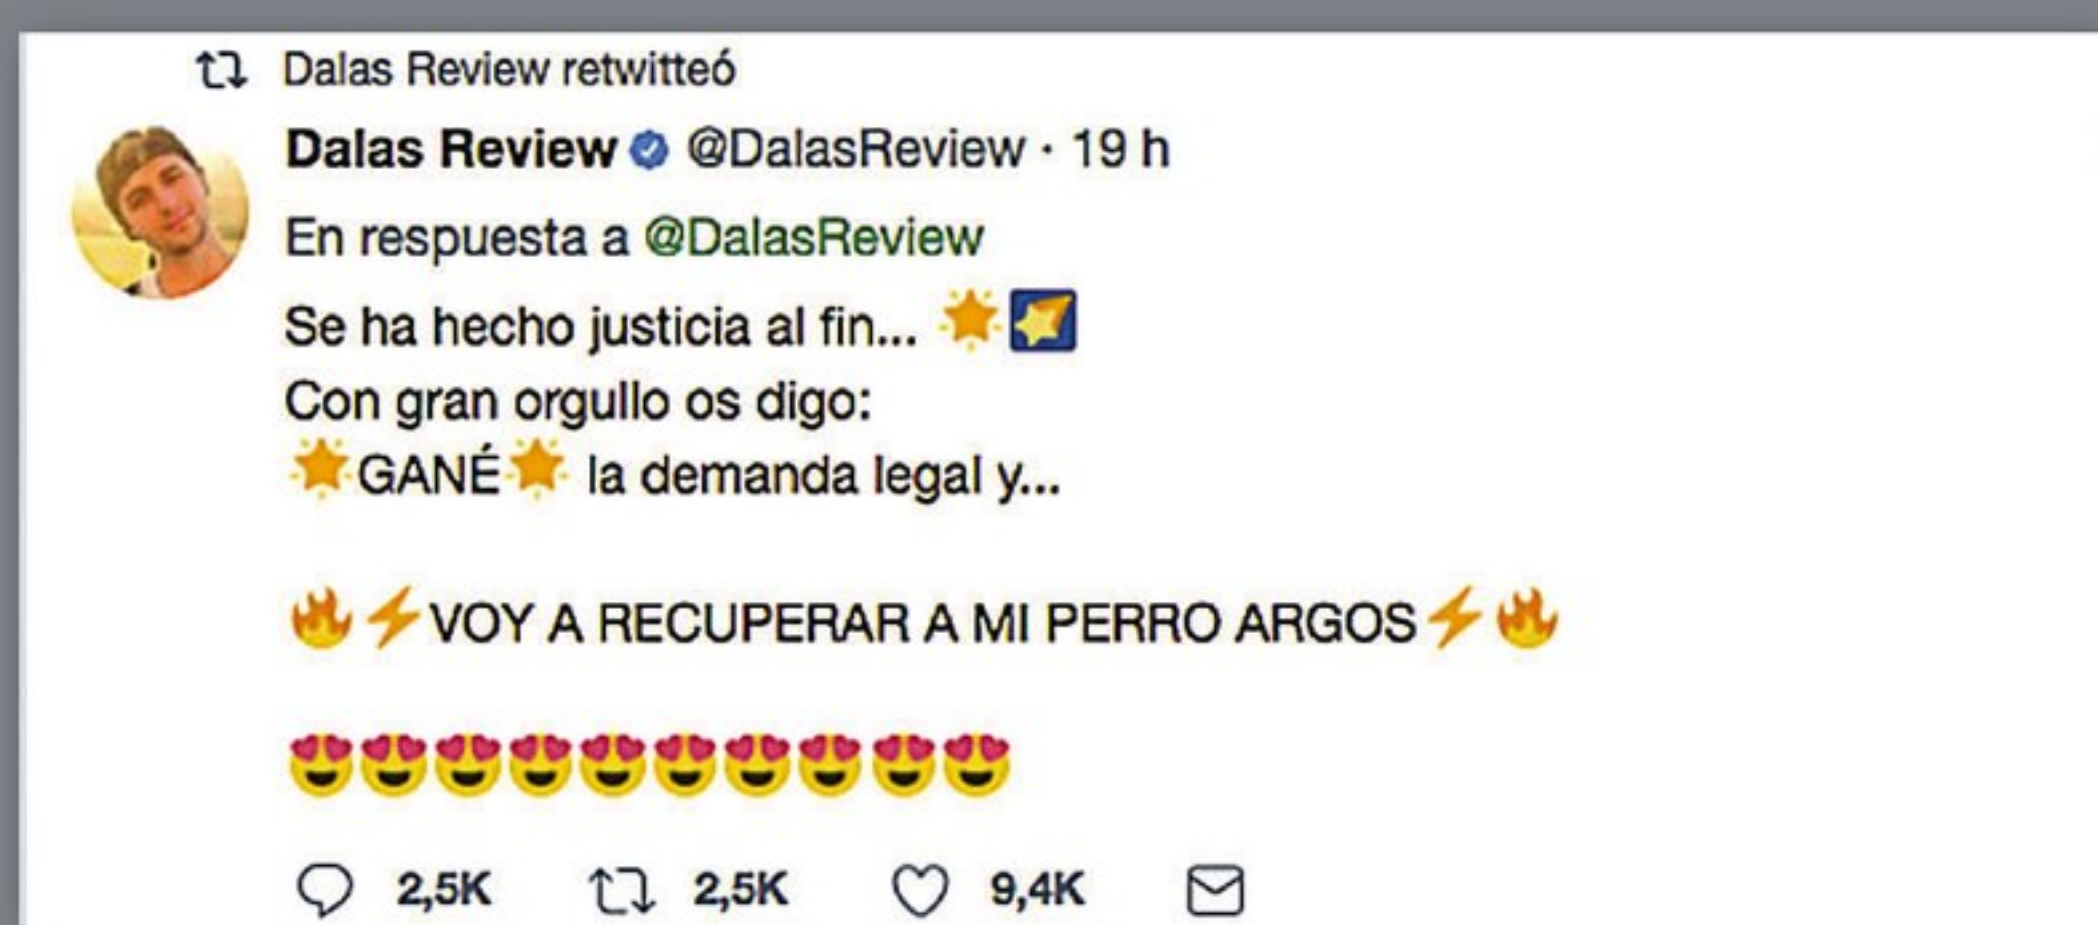 Dalas Review retwitteó
Dalas Review @DalasReview · 19 h
En respuesta a @DalasReview
Se ha hecho justicia al fin... 🌟🌠
Con gran orgullo os digo:
🌟GANÉ🌟 la demanda legal y...
🔥⚡VOY A RECUPERAR A MI PERRO ARGOS⚡🔥
😍😍😍😍😍😍😍😍😍😍
2,5K 2,5K 9,4K